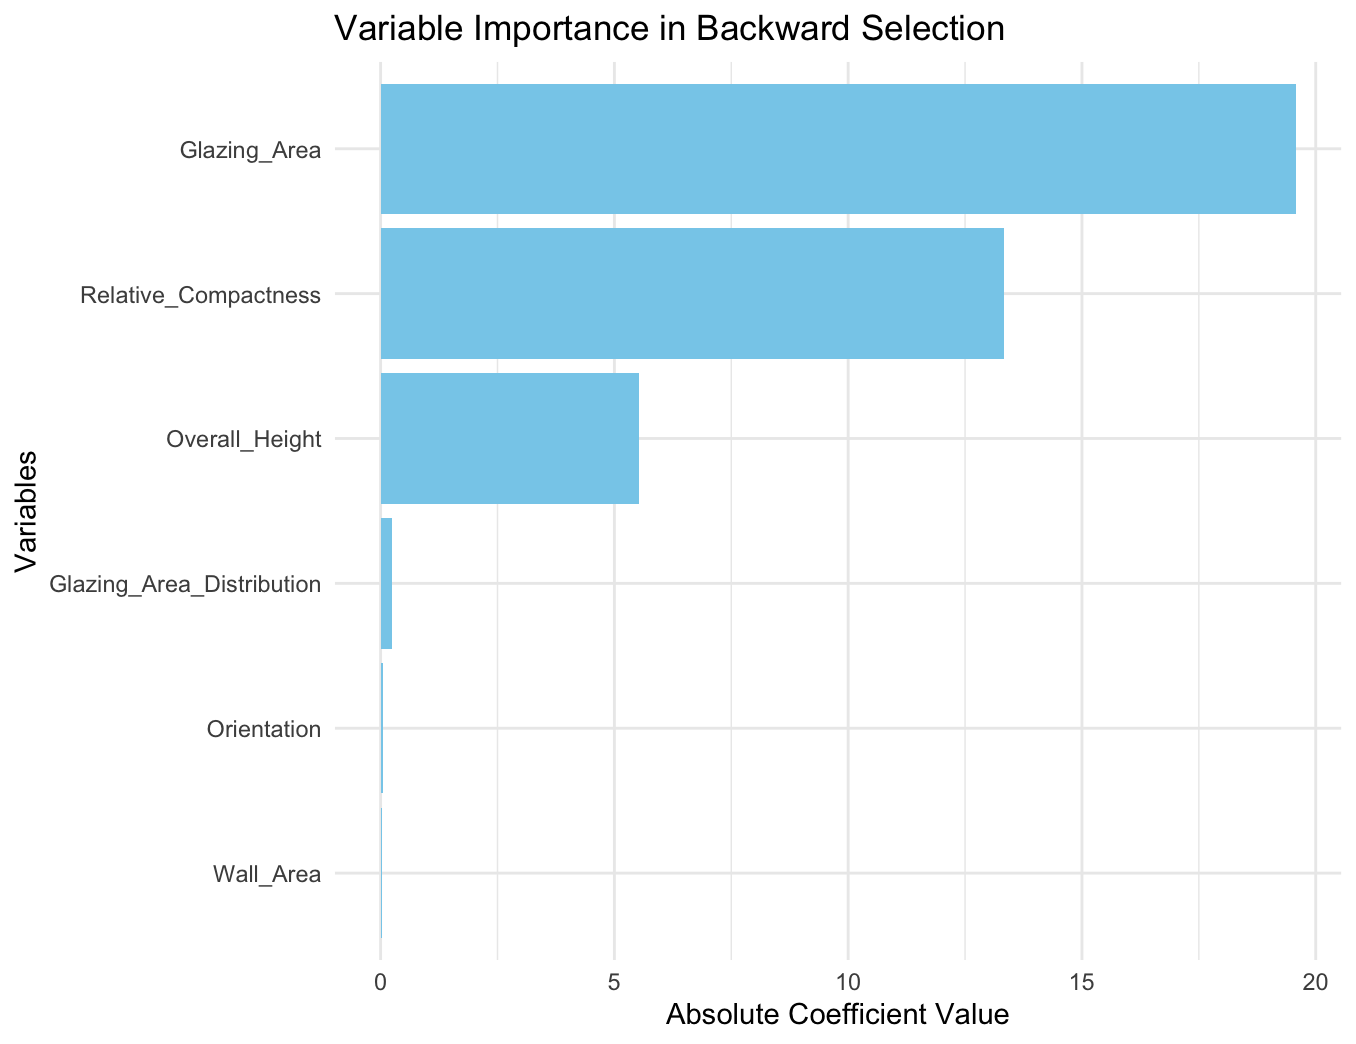 Variable Importance in Backward Selection
Glazing_Area
Relative_Compactness
Overall_Height
Glazing_Area_Distribution
Orientation
Wall_Area
Variables
0 5 10 15 20
Absolute Coefficient Value